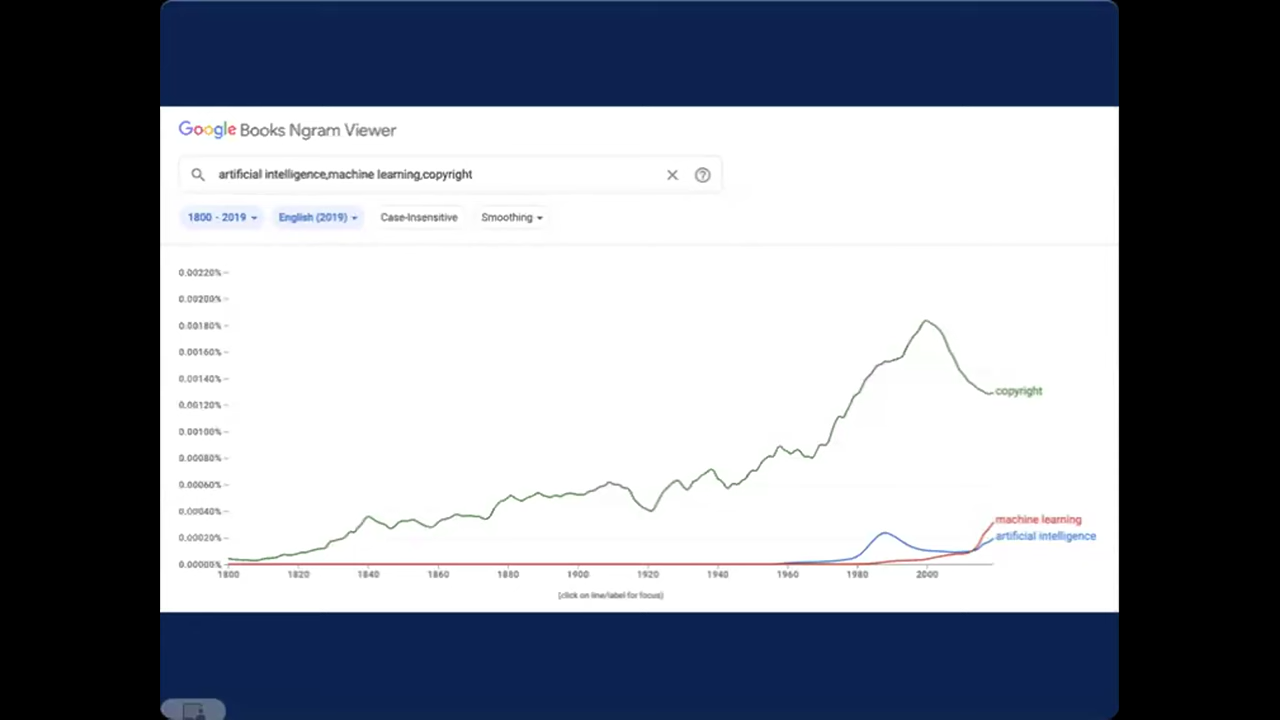 Google Books Ngram Viewer
artificial intelligence,machine learning,copyright
1800 - 2019
English (2019)
Case-Insensitive
Smoothing
0.00220%
0.00200%
0.00180%
0.00160%
0.00140%
0.00120%
0.00100%
0.00080%
0.00060%
0.00040%
0.00020%
0.00000%
copyright
machine learning
artificial intelligence
1800 1820 1840 1860 1880 1900 1920 1940 1960 1980 2000
(click on line/label for focus)